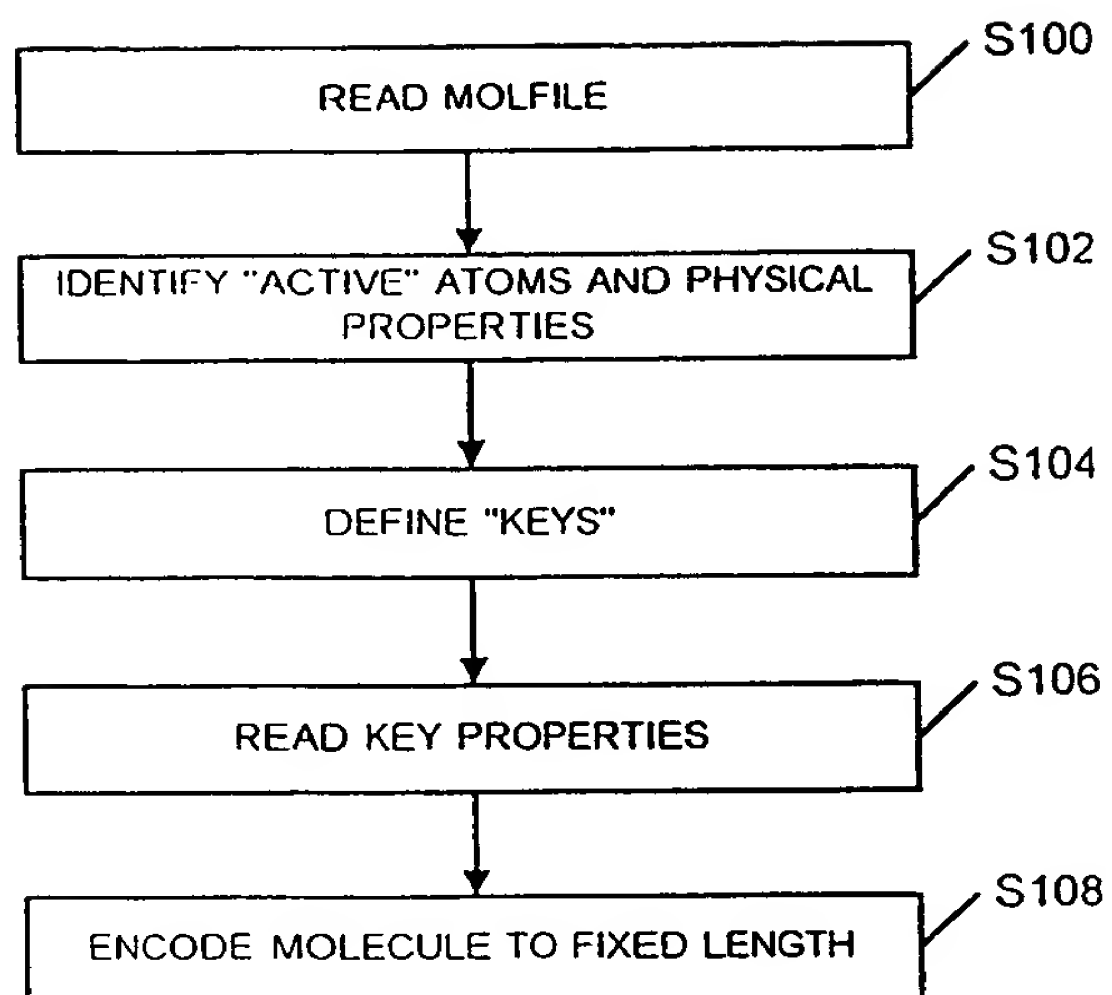 S100
READ MOLFILE
S102
IDENTIFY "ACTIVE" ATOMS AND PHYSICAL
PROPERTIES
S104
DEFINE "KEYS"
S106
READ KEY PROPERTIES
S108
ENCODE MOLECULE TO FIXED LENGTH